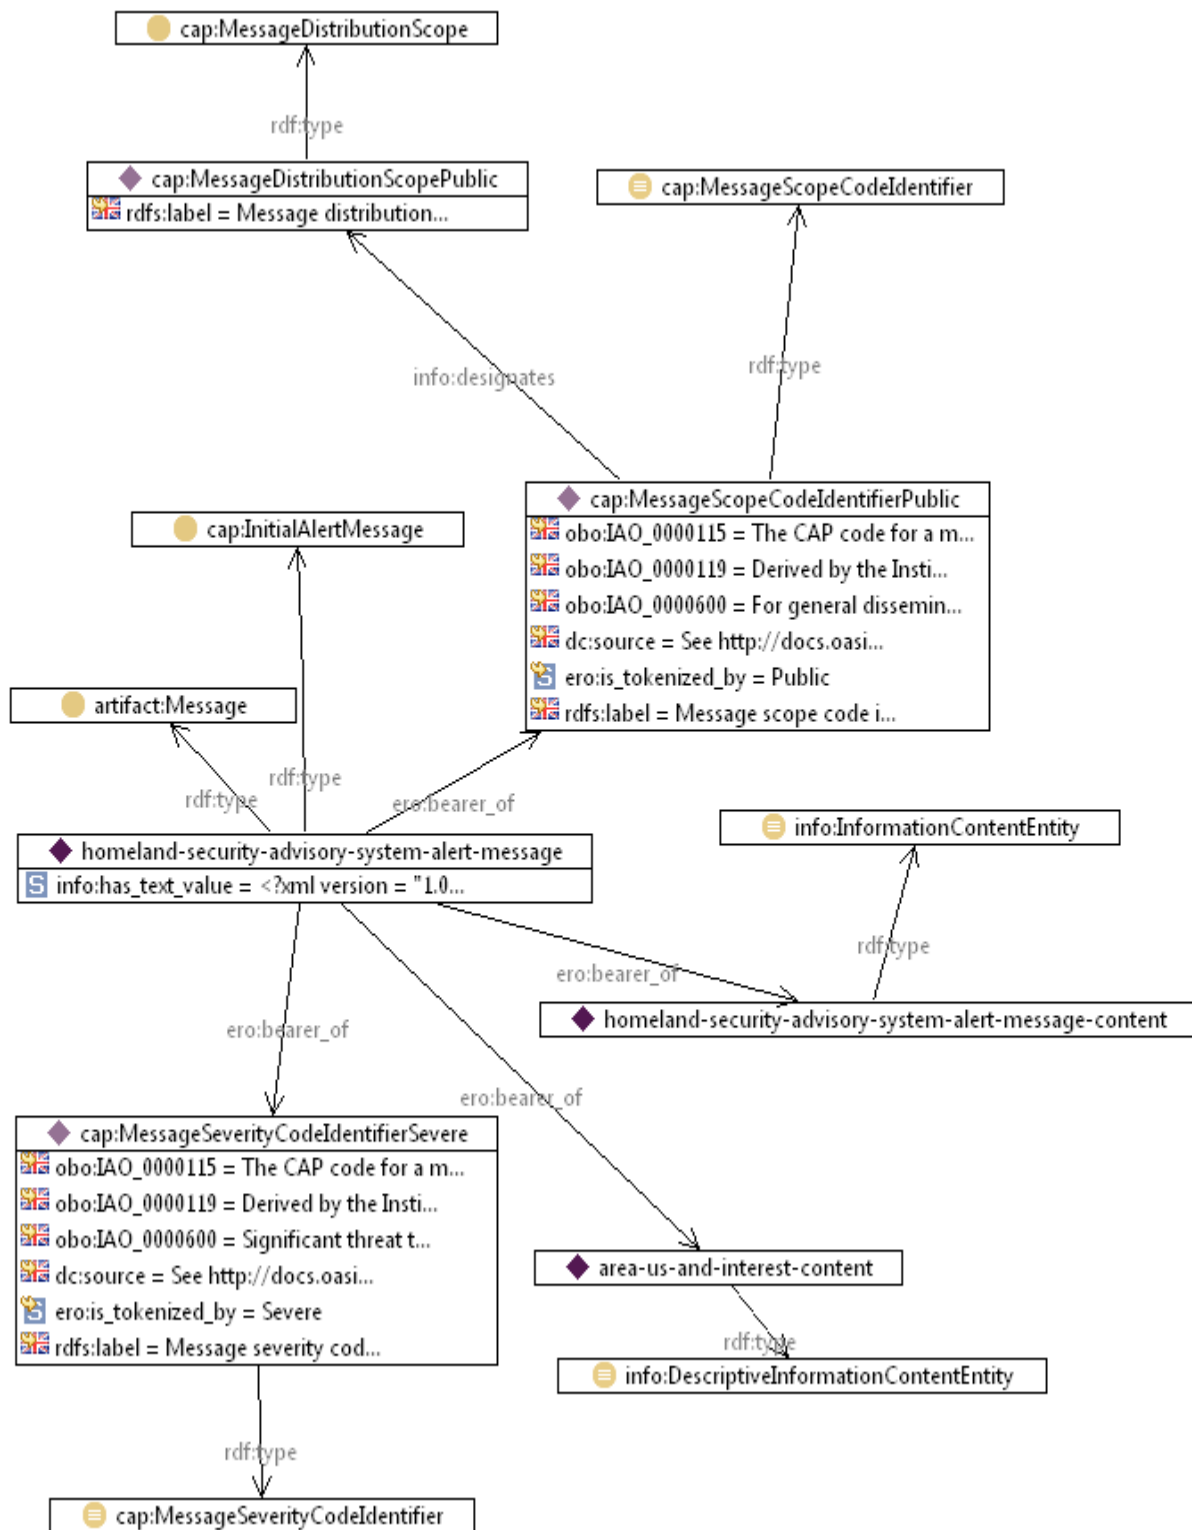 cap:MessageDistributionScope
rdf:type
cap:MessageDistributionScopePublic
rdfs:label = Message distribution...
cap:MessageScopeCodeIdentifier
info:designates
rdf:type
cap:MessageScopeCodeIdentifierPublic
obo:IAO_0000115 = The CAP code for a m...
obo:IAO_0000119 = Derived by the Insti...
obo:IAO_0000600 = For general dissemin...
dc:source = See http://docs.oasi...
ero:is_tokenized_by = Public
rdfs:label = Message scope code i...
cap:InitialAlertMessage
artifact:Message
rdf:type
rdf:type
ero:bearer_of
homeland-security-advisory-system-alert-message
info:has_text_value = <?xml version = "1.0...
info:InformationContentEntity
rdf:type
ero:bearer_of
homeland-security-advisory-system-alert-message-content
ero:bearer_of
ero:bearer_of
cap:MessageSeverityCodeIdentifierSevere
obo:IAO_0000115 = The CAP code for a m...
obo:IAO_0000119 = Derived by the Insti...
obo:IAO_0000600 = Significant threat t...
dc:source = See http://docs.oasi...
ero:is_tokenized_by = Severe
rdfs:label = Message severity cod...
area-us-and-interest-content
rdf:type
info:DescriptiveInformationContentEntity
rdf:type
cap:MessageSeverityCodeIdentifier